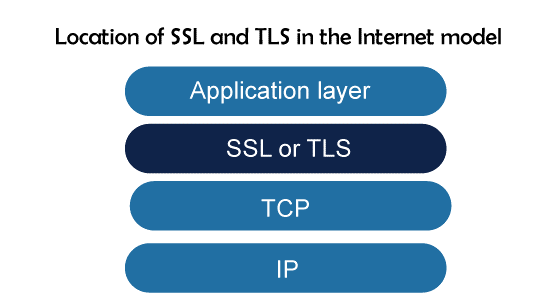 Location of SSL and TLS in the Internet model
Application layer
SSL or TLS
TCP
IP